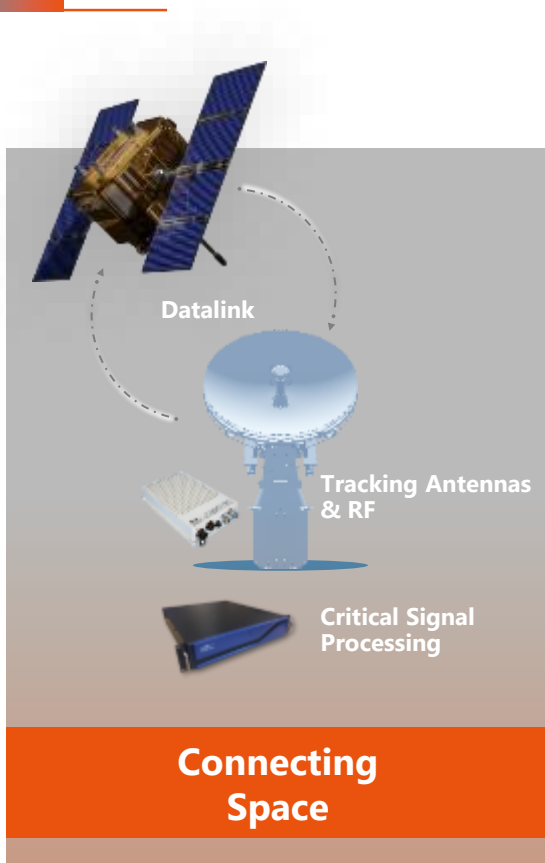 Datalink
Tracking Antennas
& RF
Critical Signal
Processing
Connecting
Space